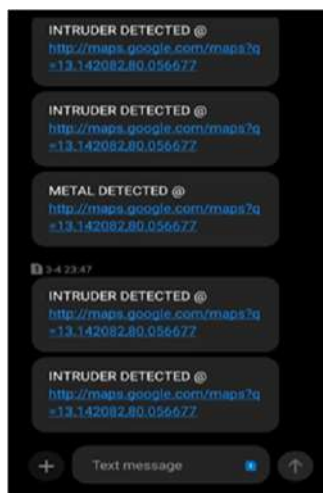 INTRUDER DETECTED @
http://maps.google.com/maps?q
=13.142082,80.056677
INTRUDER DETECTED @
http://maps.google.com/maps?q
=13.142082,80.056677
METAL DETECTED @
http://maps.google.com/maps?q
=13.142082,80.056677
3-4 23:47
INTRUDER DETECTED @
http://maps.google.com/maps?q
=13.142082,80.056677
INTRUDER DETECTED @
http://maps.google.com/maps?q
=13.142082,80.056677
Text message